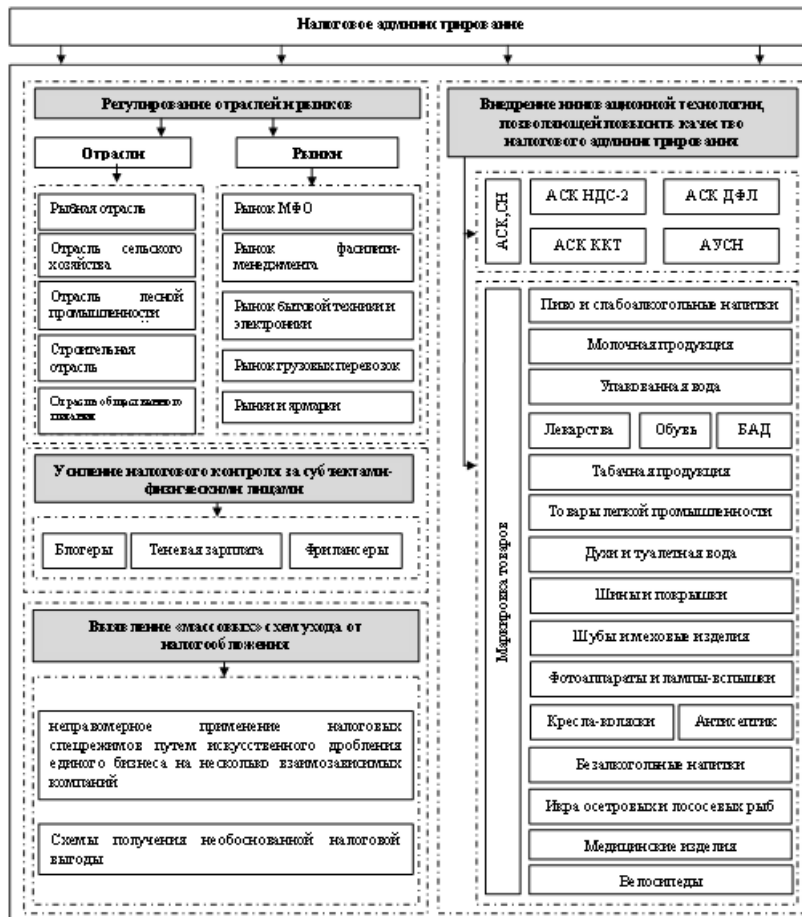 Налоговое администрирование
Регулирование отраслей и рынков
Отрасли
Рынки
Рыбная отрасль
Отрасль сельского
хозяйства
Отрасль лесной
промышленности
Строительная
отрасль
Отрасль общественного
питания
Рынок МФО
Рынок фасилити-
менеджмента
Рынок бытовой техники и
электроники
Рынок грузовых перевозок
Рынки и ярмарки
Усиление налогового контроля за субъектами-
физическими лицами
Блогеры
Теневая зарплата
Фрилансеры
Выявление «массовых» схем ухода от
налогообложения
неправомерное применение налоговых
спецрежимов путем искусственного дробления
единого бизнеса на несколько взаимозависимых
компаний
Схемы получения необоснованной налоговой
выгоды
Внедрение инновационной технологии,
позволяющей повысить качество
налогового администрирования
АСК, СН
АСК НДС-2
АСК ДФЛ
АСК ККТ
АУСН
Маркировка товаров
Пиво и слабоалкогольные напитки
Молочная продукция
Упакованная вода
Лекарства
Обувь
БАД
Табачная продукция
Товары легкой промышленности
Духи и туалетная вода
Шины и покрышки
Шубы и меховые изделия
Фотоаппараты и лампы-вспышки
Кресла-коляски
Антисептик
Безалкогольные напитки
Икра осетровых и лососевых рыб
Медицинские изделия
Велосипеды